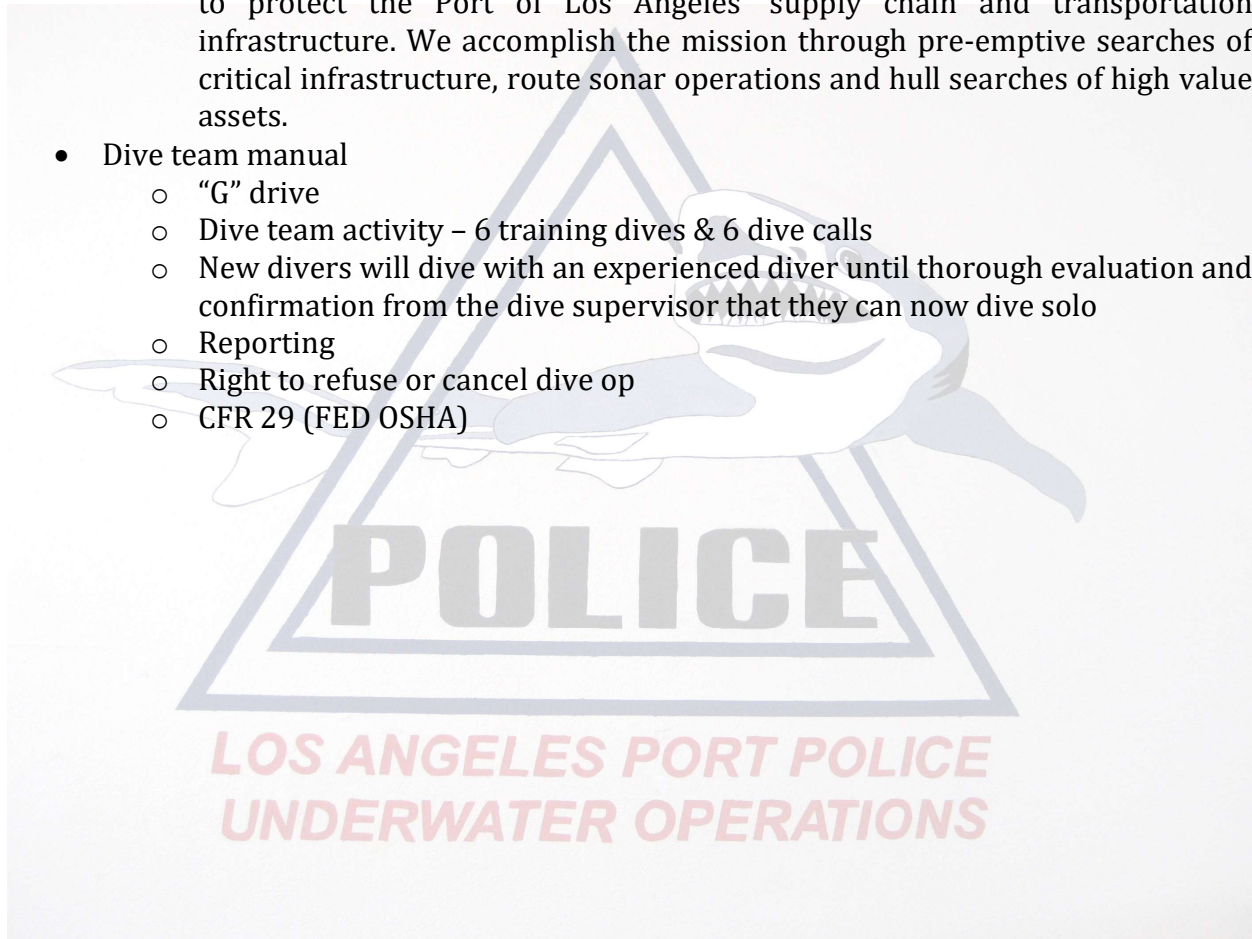 to protect the Port of Los Angeles' supply chain and transportation
infrastructure. We accomplish the mission through pre-emptive searches of
critical infrastructure, route sonar operations and hull searches of high value
assets.
• Dive team manual
o "G" drive
o Dive team activity – 6 training dives & 6 dive calls
o New divers will dive with an experienced diver until thorough evaluation and
confirmation from the dive supervisor that they can now dive solo
o Reporting
o Right to refuse or cancel dive op
o CFR 29 (FED OSHA)
POLICE
LOS ANGELES PORT POLICE
UNDERWATER OPERATIONS